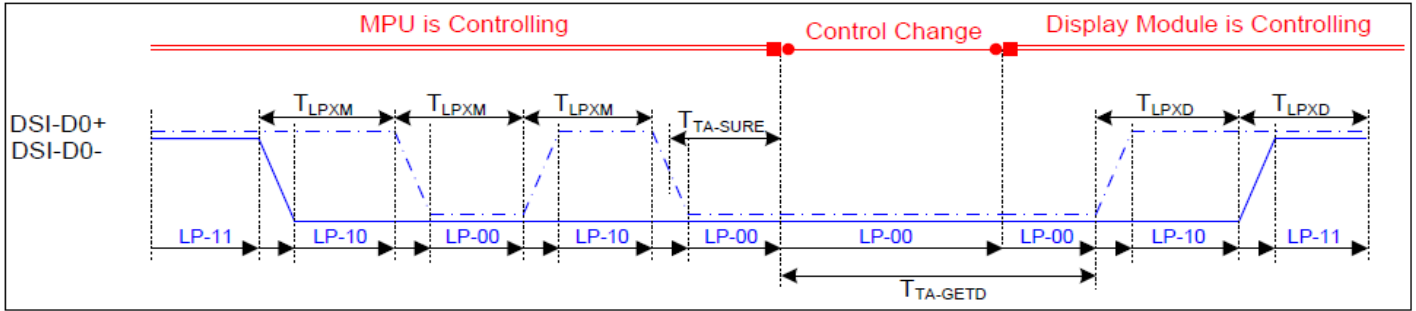 MPU is Controlling Control Change Display Module is Controlling
TLPXM TLPXM TLPXM TTA-SURE TLPXD TLPXD
DSI-D0+
DSI-D0-
LP-11 LP-10 LP-00 LP-10 LP-00 LP-00 LP-00 LP-10 LP-11
TTA-GETD